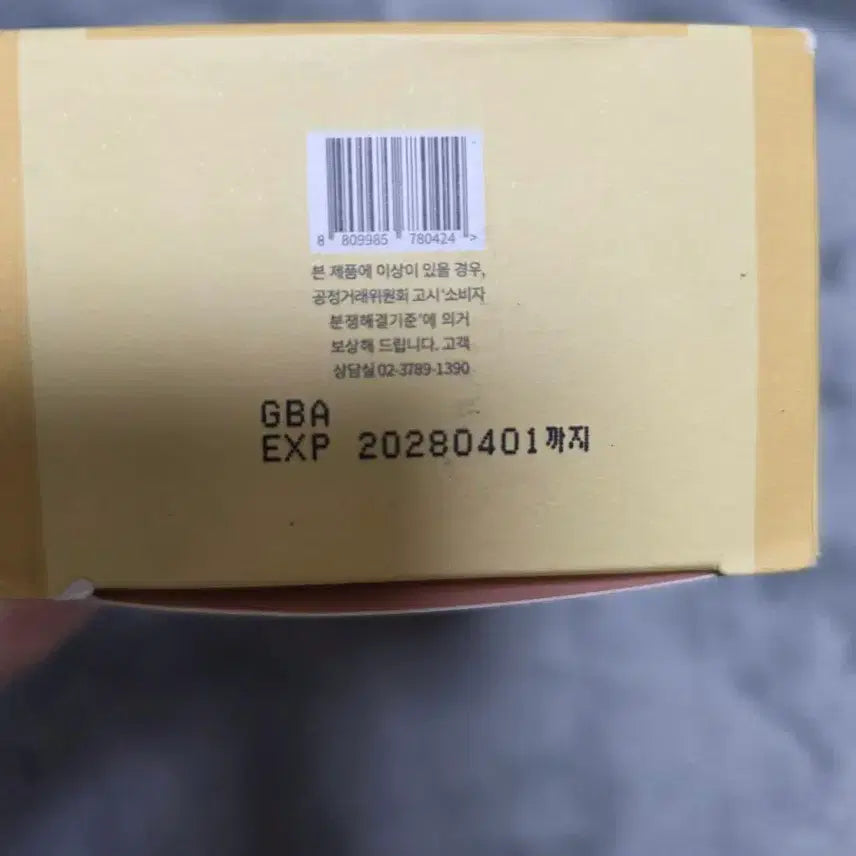 8 809985 780424 >
본 제품에 이상이 있을 경우,
공정거래위원회 고시 '소비자
분쟁해결기준'에 의거
보상해 드립니다. 고객
상담실 02-3789-1390
GBA
EXP 20280401까지